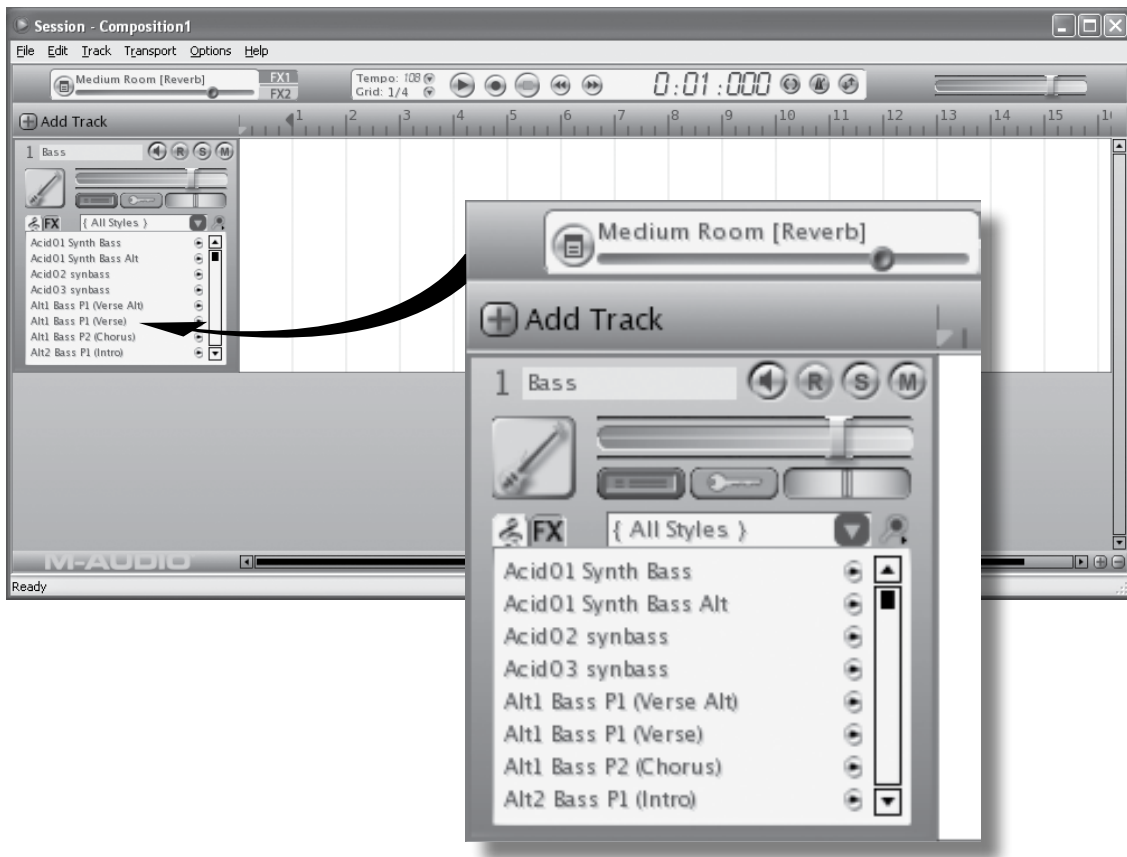 Session - Composition1
File Edit Track Transport Options Help
Medium Room [Reverb] FX1 FX2 Tempo: 108 Grid: 1/4 0:01:000
Add Track 1 2 3 4 5 6 7 8 9 10 11 12 13 14 15
1 Bass R S M
FX { All Styles }
Acid01 Synth Bass
Acid01 Synth Bass Alt
Acid02 synbass
Acid03 synbass
Alt1 Bass P1 (Verse Alt)
Alt1 Bass P1 (Verse)
Alt1 Bass P2 (Chorus)
Alt2 Bass P1 (Intro)
M-AUDIO
Ready
Medium Room [Reverb]
Add Track
1 Bass R S M
FX { All Styles }
Acid01 Synth Bass
Acid01 Synth Bass Alt
Acid02 synbass
Acid03 synbass
Alt1 Bass P1 (Verse Alt)
Alt1 Bass P1 (Verse)
Alt1 Bass P2 (Chorus)
Alt2 Bass P1 (Intro)